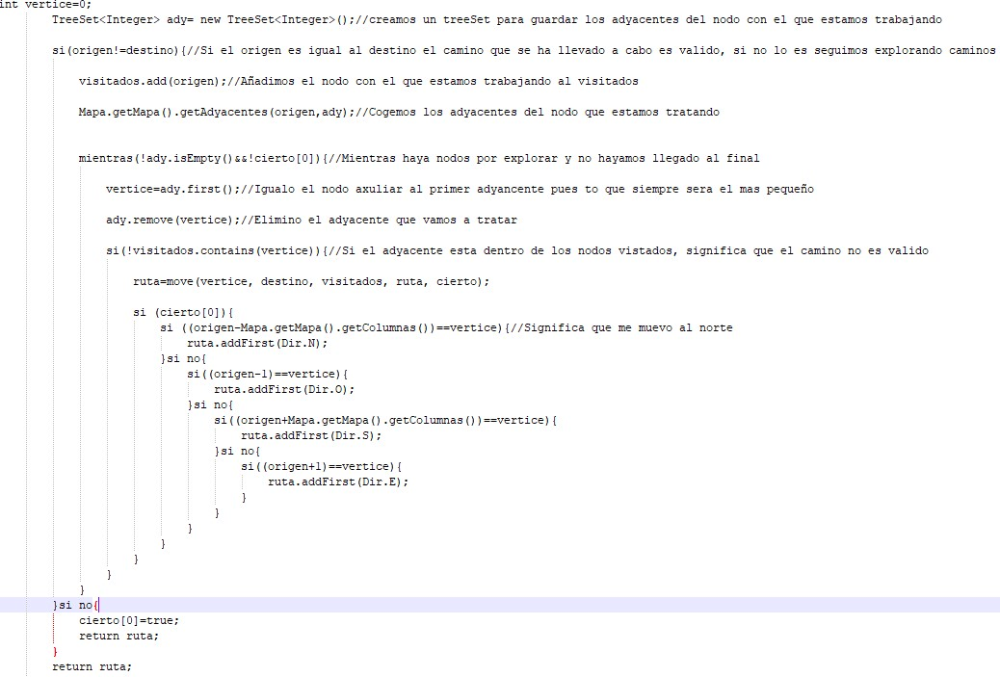 int vertice=0;
TreeSet<Integer> ady= new TreeSet<Integer>();//creamos un treeSet para guardar los adyacentes del nodo con el que estamos trabajando
si(origen!=destino){//Si el origen es igual al destino el camino que se ha llevado a cabo es valido, si no lo es seguimos explorando caminos
visitados.add(origen);//Añadimos el nodo con el que estamos trabajando al visitados
Mapa.getMapa().getAdyacentes(origen,ady);//Cogemos los adyacentes del nodo que estamos tratando
mientras(!ady.isEmpty()&&!cierto[0]){//Mientras haya nodos por explorar y no hayamos llegado al final
vertice=ady.first();//Igualo el nodo axuliar al primer adyancente pues to que siempre sera el mas pequeño
ady.remove(vertice);//Elimino el adyacente que vamos a tratar
si(!visitados.contains(vertice)){//Si el adyacente esta dentro de los nodos vistados, significa que el camino no es valido
ruta=move(vertice, destino, visitados, ruta, cierto);
si (cierto[0]){
si ((origen-Mapa.getMapa().getColumnas())==vertice){//Significa que me muevo al norte
ruta.addFirst(Dir.N);
}si no{
si((origen-1)==vertice){
ruta.addFirst(Dir.O);
}si no{
si((origen+Mapa.getMapa().getColumnas())==vertice){
ruta.addFirst(Dir.S);
}si no{
si((origen+1)==vertice){
ruta.addFirst(Dir.E);
}
}
}
}
}
}
}
}si no{
cierto[0]=true;
return ruta;
}
return ruta;